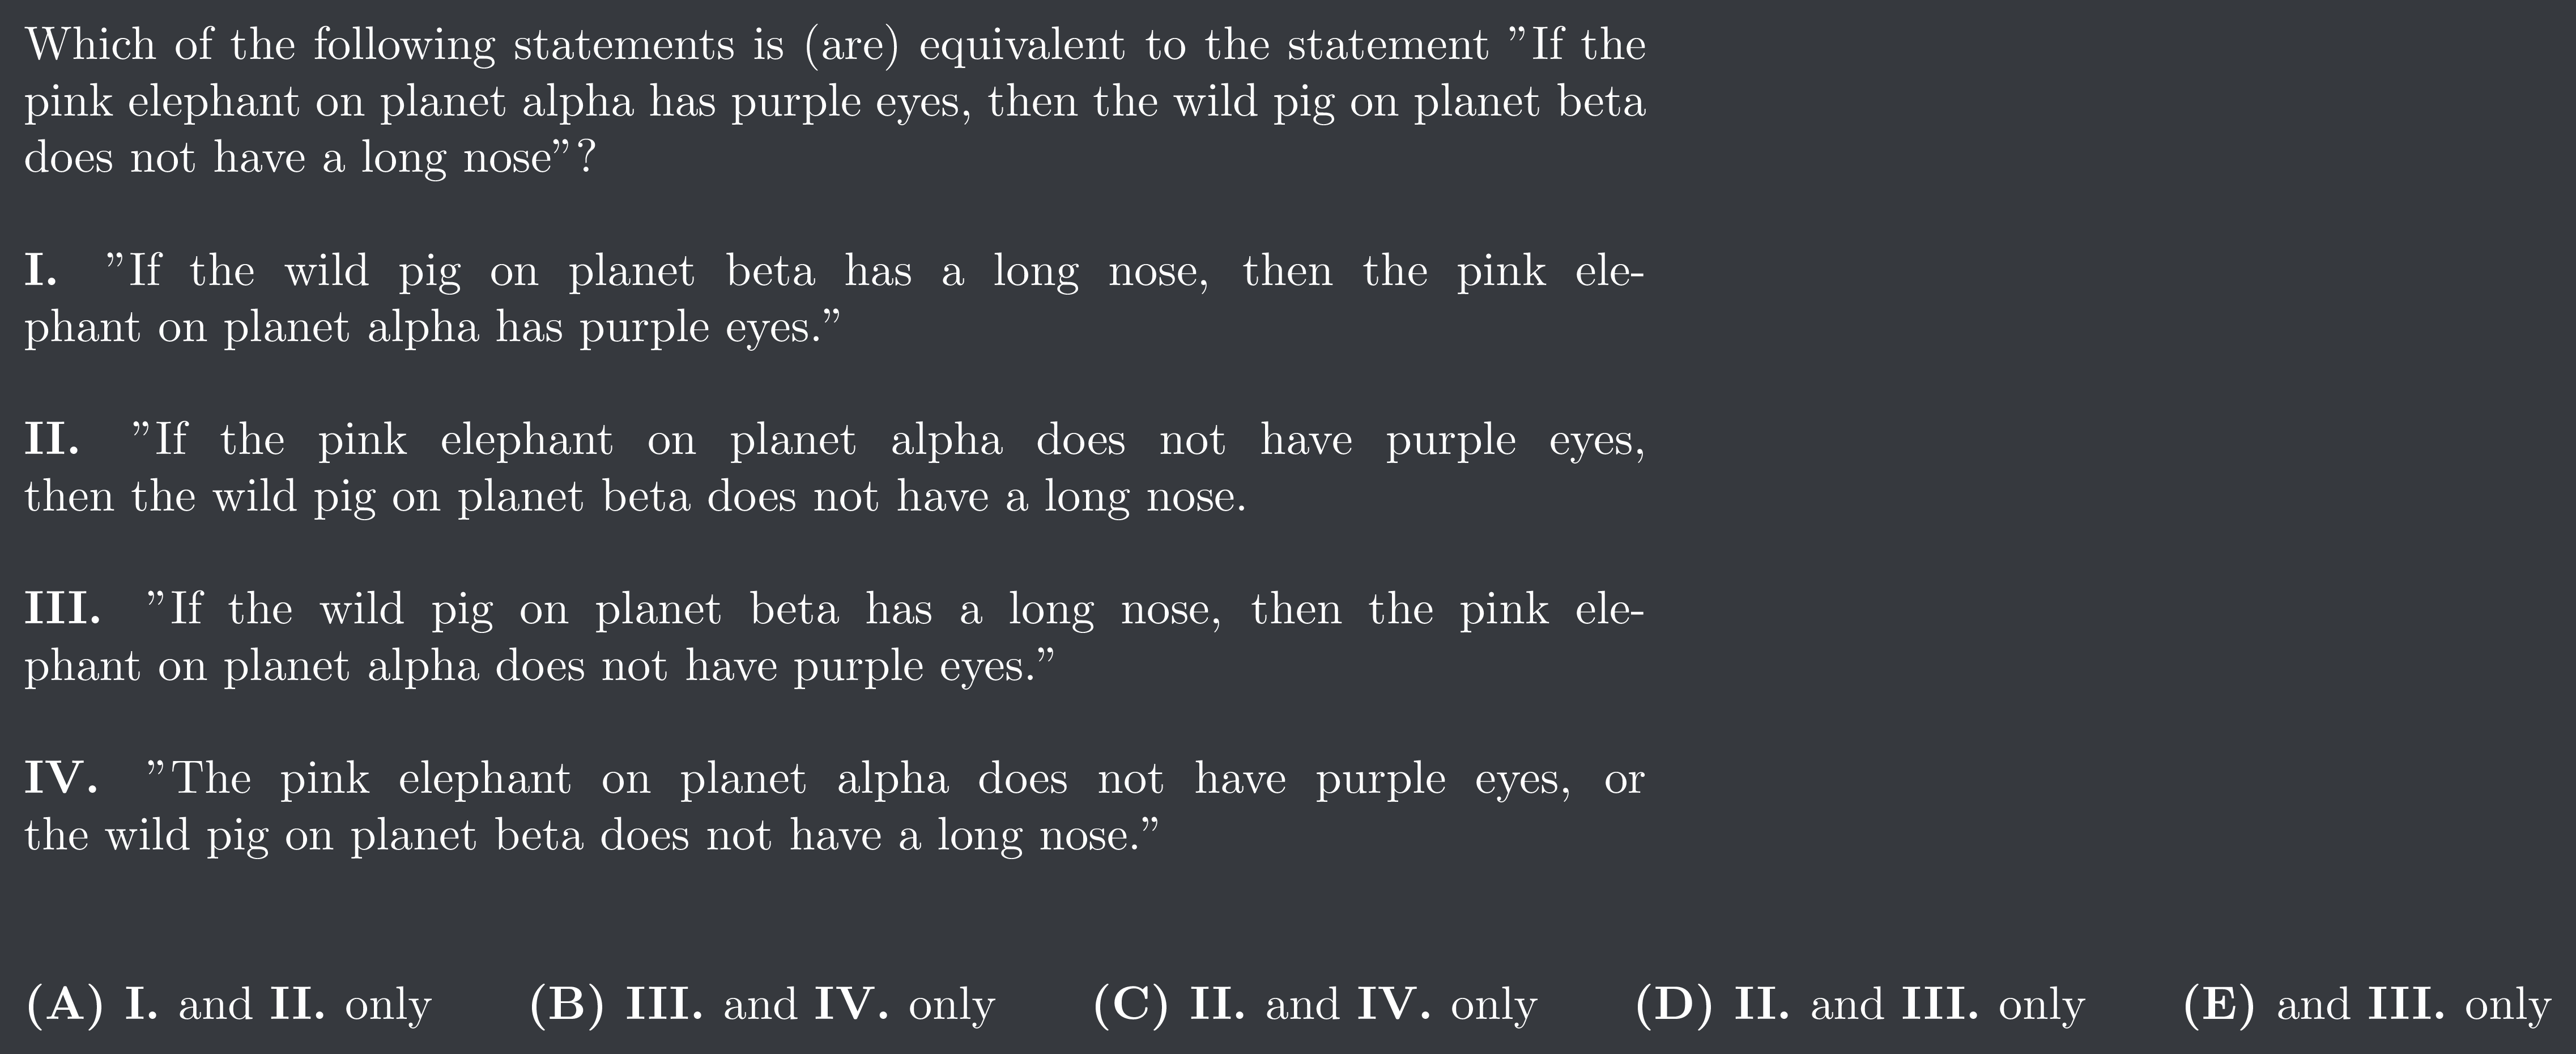 Which of the following statements is (are) equivalent to the statement ”If the
pink elephant on planet alpha has purple eyes, then the wild pig on planet beta
does not have a long nose”?
I. ”If the wild pig on planet beta has a long nose, then the pink ele-
phant on planet alpha has purple eyes.”
II. ”If the pink elephant on planet alpha does not have purple eyes,
then the wild pig on planet beta does not have a long nose.
III. ”If the wild pig on planet beta has a long nose, then the pink ele-
phant on planet alpha does not have purple eyes.”
IV. ”The pink elephant on planet alpha does not have purple eyes, or
the wild pig on planet beta does not have a long nose.”
(A) I. and II. only (B) III. and IV. only (C) II. and IV. only (D) II. and III. only (E) and III. only